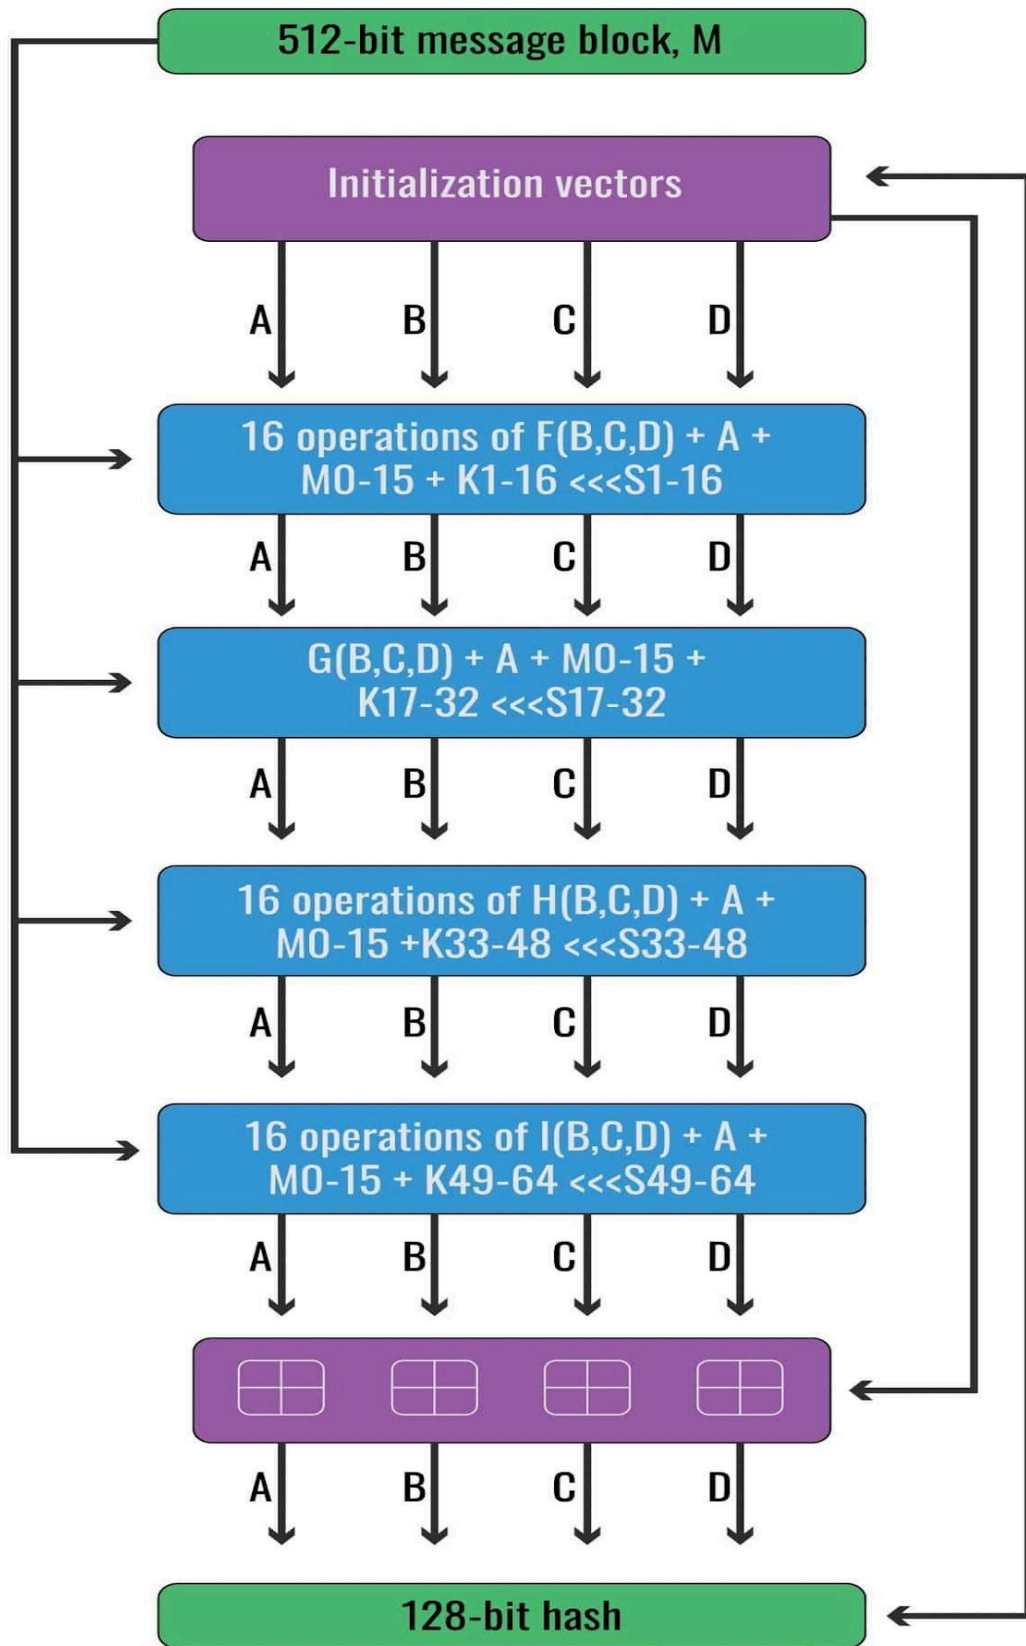 512-bit message block, M
Initialization vectors
A B C D
16 operations of F(B,C,D) + A +
M0-15 + K1-16 <<<S1-16
A B C D
G(B,C,D) + A + M0-15 +
K17-32 <<<S17-32
A B C D
16 operations of H(B,C,D) + A +
M0-15 +K33-48 <<<S33-48
A B C D
16 operations of I(B,C,D) + A +
M0-15 + K49-64 <<<S49-64
A B C D
A B C D
128-bit hash